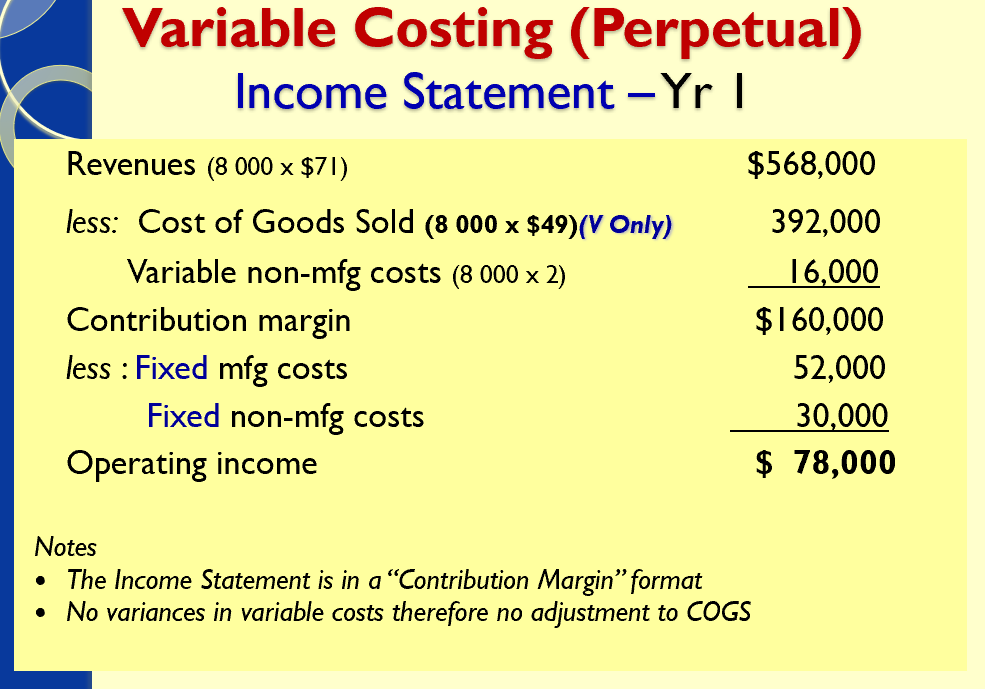 Variable Costing (Perpetual)
Income Statement – Yr 1
Revenues (8 000 x $71) $568,000
less: Cost of Goods Sold (8 000 x $49)(V Only) 392,000
Variable non-mfg costs (8 000 x 2) 16,000
Contribution margin $160,000
less : Fixed mfg costs 52,000
Fixed non-mfg costs 30,000
Operating income $ 78,000
Notes
• The Income Statement is in a “Contribution Margin” format
• No variances in variable costs therefore no adjustment to COGS